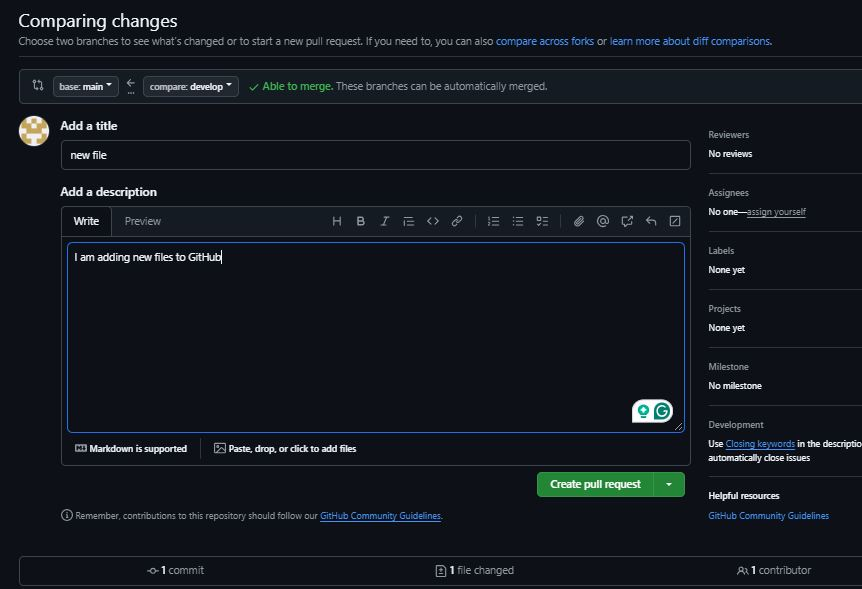 Comparing changes
Choose two branches to see what's changed or to start a new pull request. If you need to, you can also compare across forks or learn more about diff comparisons.
base: main ... compare: develop Able to merge. These branches can be automatically merged.
Add a title
new file
Add a description
Write Preview
I am adding new files to GitHub
Markdown is supported Paste, drop, or click to add files
Create pull request
Remember, contributions to this repository should follow our GitHub Community Guidelines.
Reviewers
No reviews
Assignees
No one—assign yourself
Labels
None yet
Projects
None yet
Milestone
No milestone
Development
Use Closing keywords in the descriptio
automatically close issues
Helpful resources
GitHub Community Guidelines
1 commit 1 file changed 1 contributor